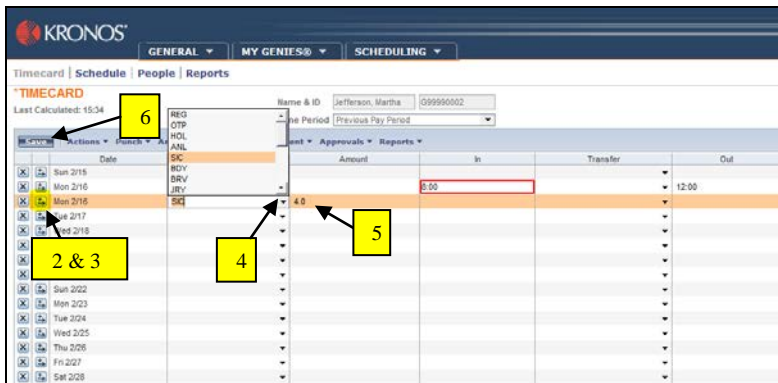 KRONOS®
GENERAL MY GENIES® SCHEDULING
Timecard | Schedule | People | Reports
*TIMECARD
Last Calculated: 15:34
Name & ID Jefferson, Martha G99990002
Period Previous Pay Period
6
REG
OTP
HOL
ANL
SIC
BDY
BRV
JRY
Save Actions Punch Approvals Reports
Date Amount In Transfer Out
Sun 2/15
Mon 2/16 8:00 12:00
Mon 2/16 SIC 4.0
Tue 2/17
Wed 2/18
2 & 3
4
5
Sun 2/22
Mon 2/23
Tue 2/24
Wed 2/25
Thu 2/26
Fri 2/27
Sat 2/28